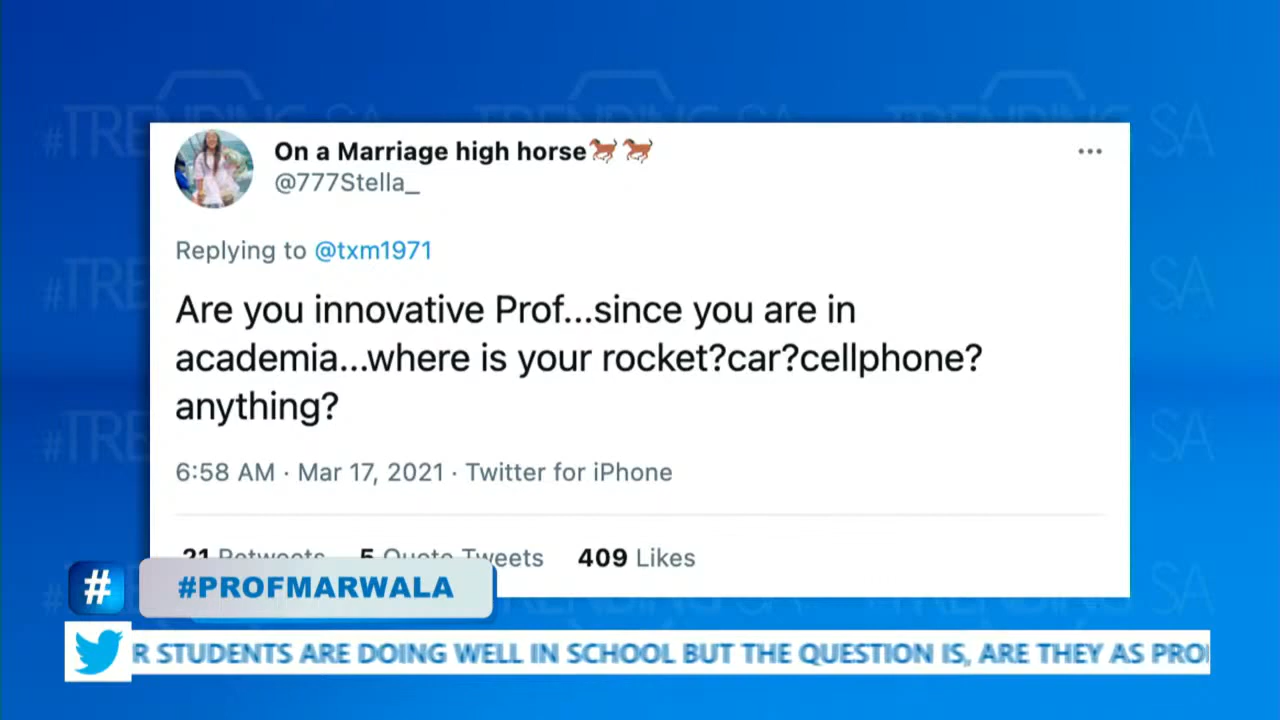 #TRENDING SA
On a Marriage high horse🐎🐎
@777Stella_
Replying to @txm1971
Are you innovative Prof...since you are in
academia...where is your rocket?car?cellphone?
anything?
6:58 AM · Mar 17, 2021 · Twitter for iPhone
21 Retweets 5 Quote Tweets 409 Likes
# #PROFMARWALA
R STUDENTS ARE DOING WELL IN SCHOOL BUT THE QUESTION IS, ARE THEY AS